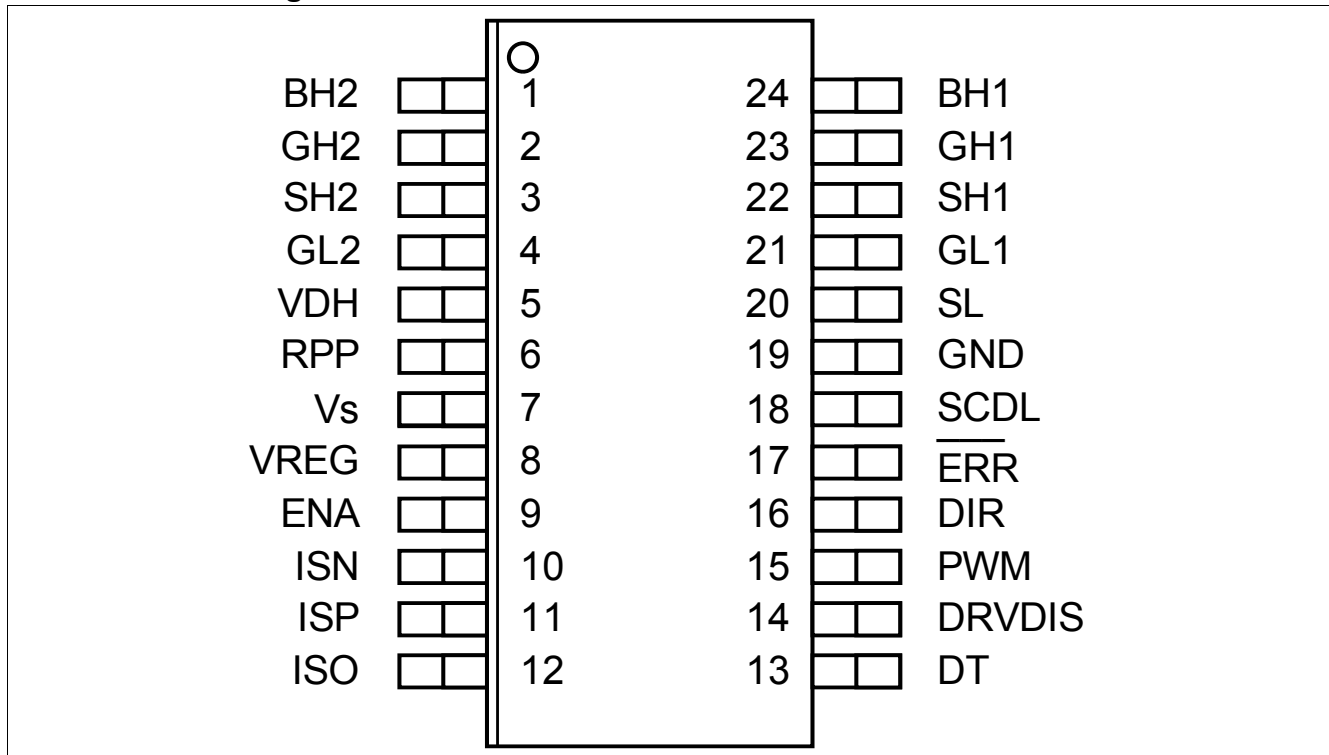 BH2 1 24 BH1
GH2 2 23 GH1
SH2 3 22 SH1
GL2 4 21 GL1
VDH 5 20 SL
RPP 6 19 GND
Vs 7 18 SCDL
VREG 8 17 E̅R̅R̅
ENA 9 16 DIR
ISN 10 15 PWM
ISP 11 14 DRVDIS
ISO 12 13 DT